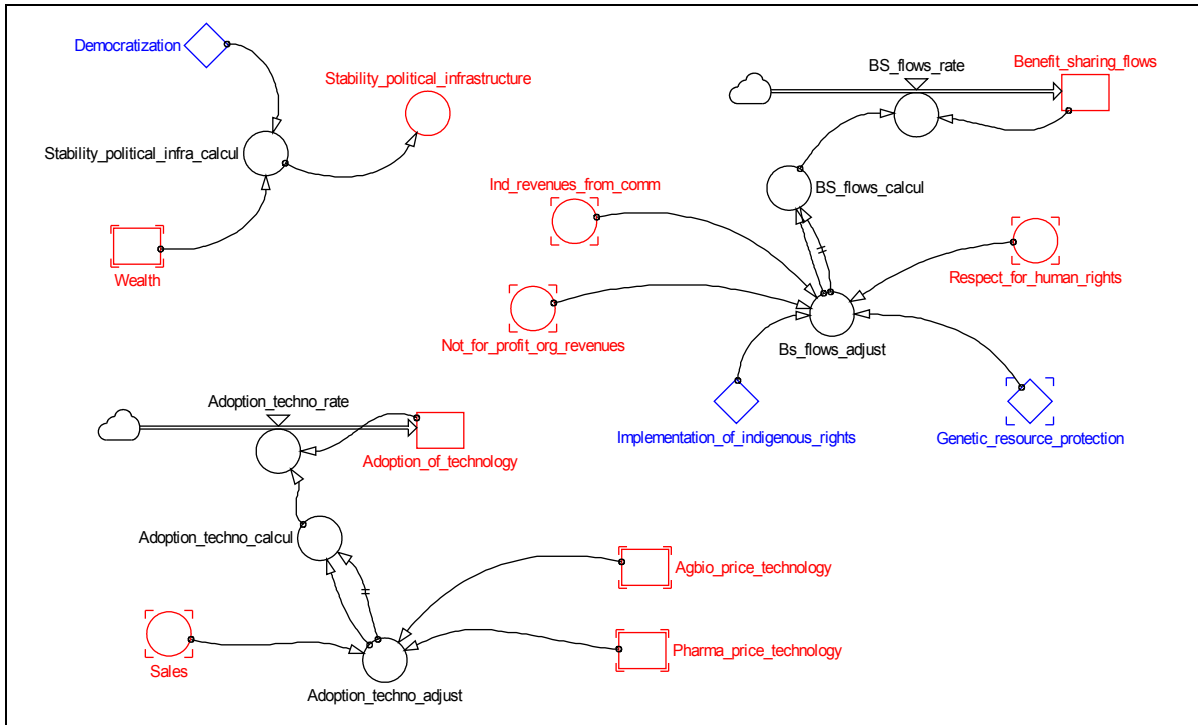 Democratization
Stability_political_infrastructure
Stability_political_infra_calcul
Wealth
BS_flows_rate
Benefit_sharing_flows
BS_flows_calcul
Ind_revenues_from_comm
Respect_for_human_rights
Not_for_profit_org_revenues
Bs_flows_adjust
Implementation_of_indigenous_rights
Genetic_resource_protection
Adoption_techno_rate
Adoption_of_technology
Adoption_techno_calcul
Agbio_price_technology
Sales
Pharma_price_technology
Adoption_techno_adjust